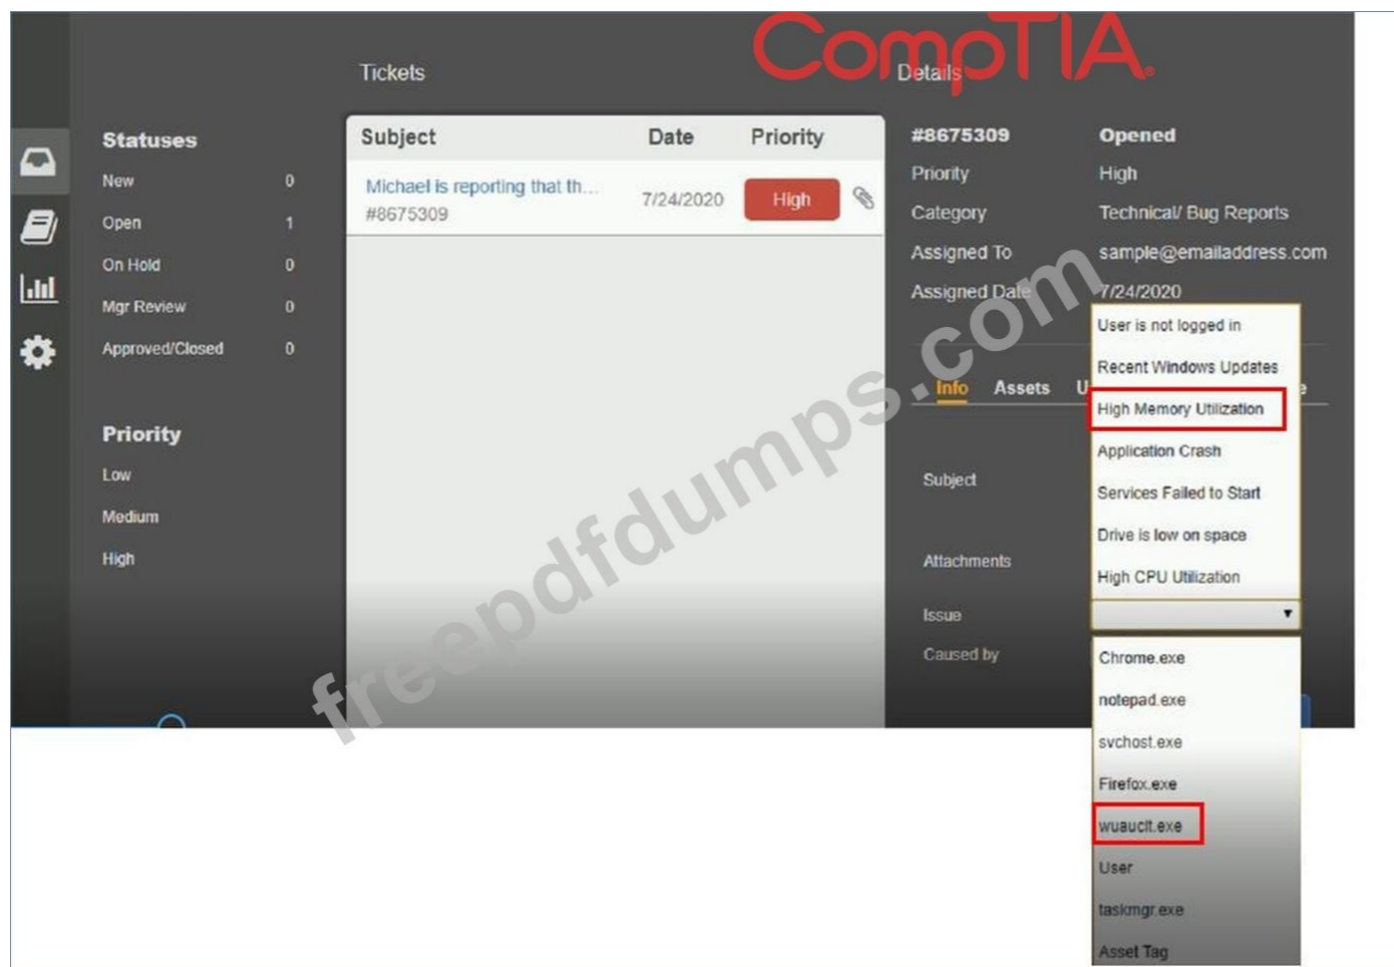 CompTIA.
Tickets
Details
Statuses
New 0
Open 1
On Hold 0
Mgr Review 0
Approved/Closed 0
Priority
Low
Medium
High
Subject Date Priority
Michael is reporting that th...
#8675309
7/24/2020 High
#8675309 Opened
Priority High
Category Technical/ Bug Reports
Assigned To sample@emailaddress.com
Assigned Date 7/24/2020
Info Assets U e
Subject
Attachments
Issue
Caused by
User is not logged in
Recent Windows Updates
High Memory Utilization
Application Crash
Services Failed to Start
Drive is low on space
High CPU Utilization
Chrome.exe
notepad.exe
svchost.exe
Firefox.exe
wuauclt.exe
User
taskmgr.exe
Asset Tag
freepdfdumps.com